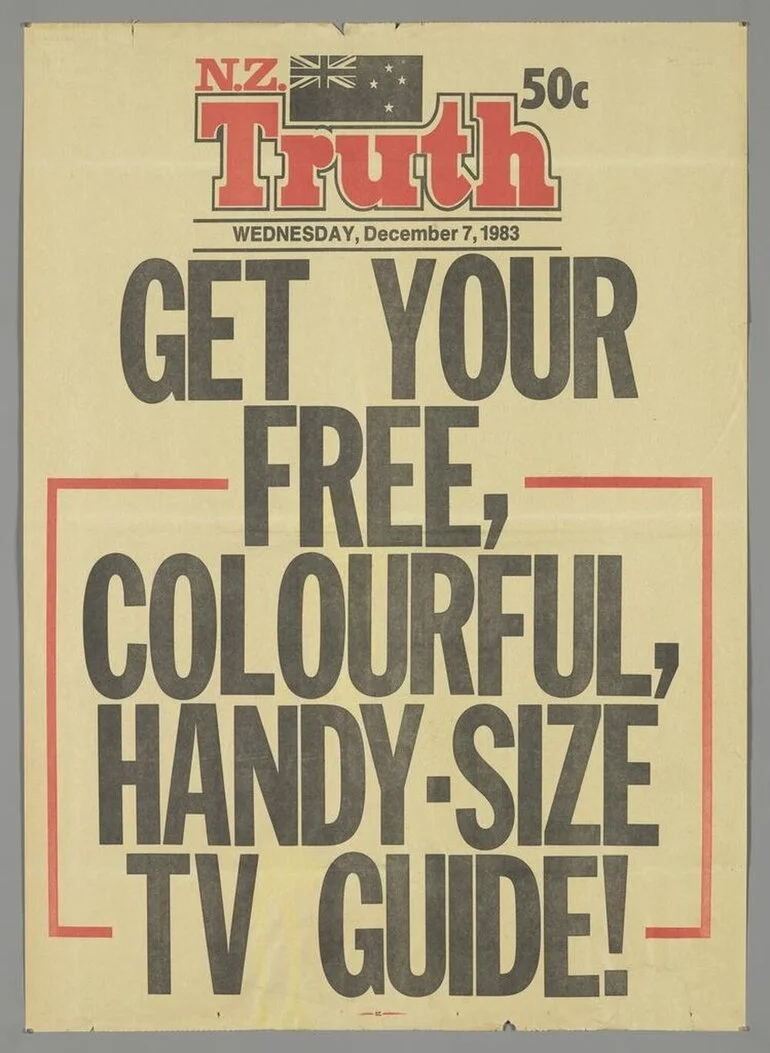 N.Z.
50c
Truth
WEDNESDAY, December 7, 1983
GET YOUR
FREE,
COLOURFUL,
HANDY-SIZE
TV GUIDE!